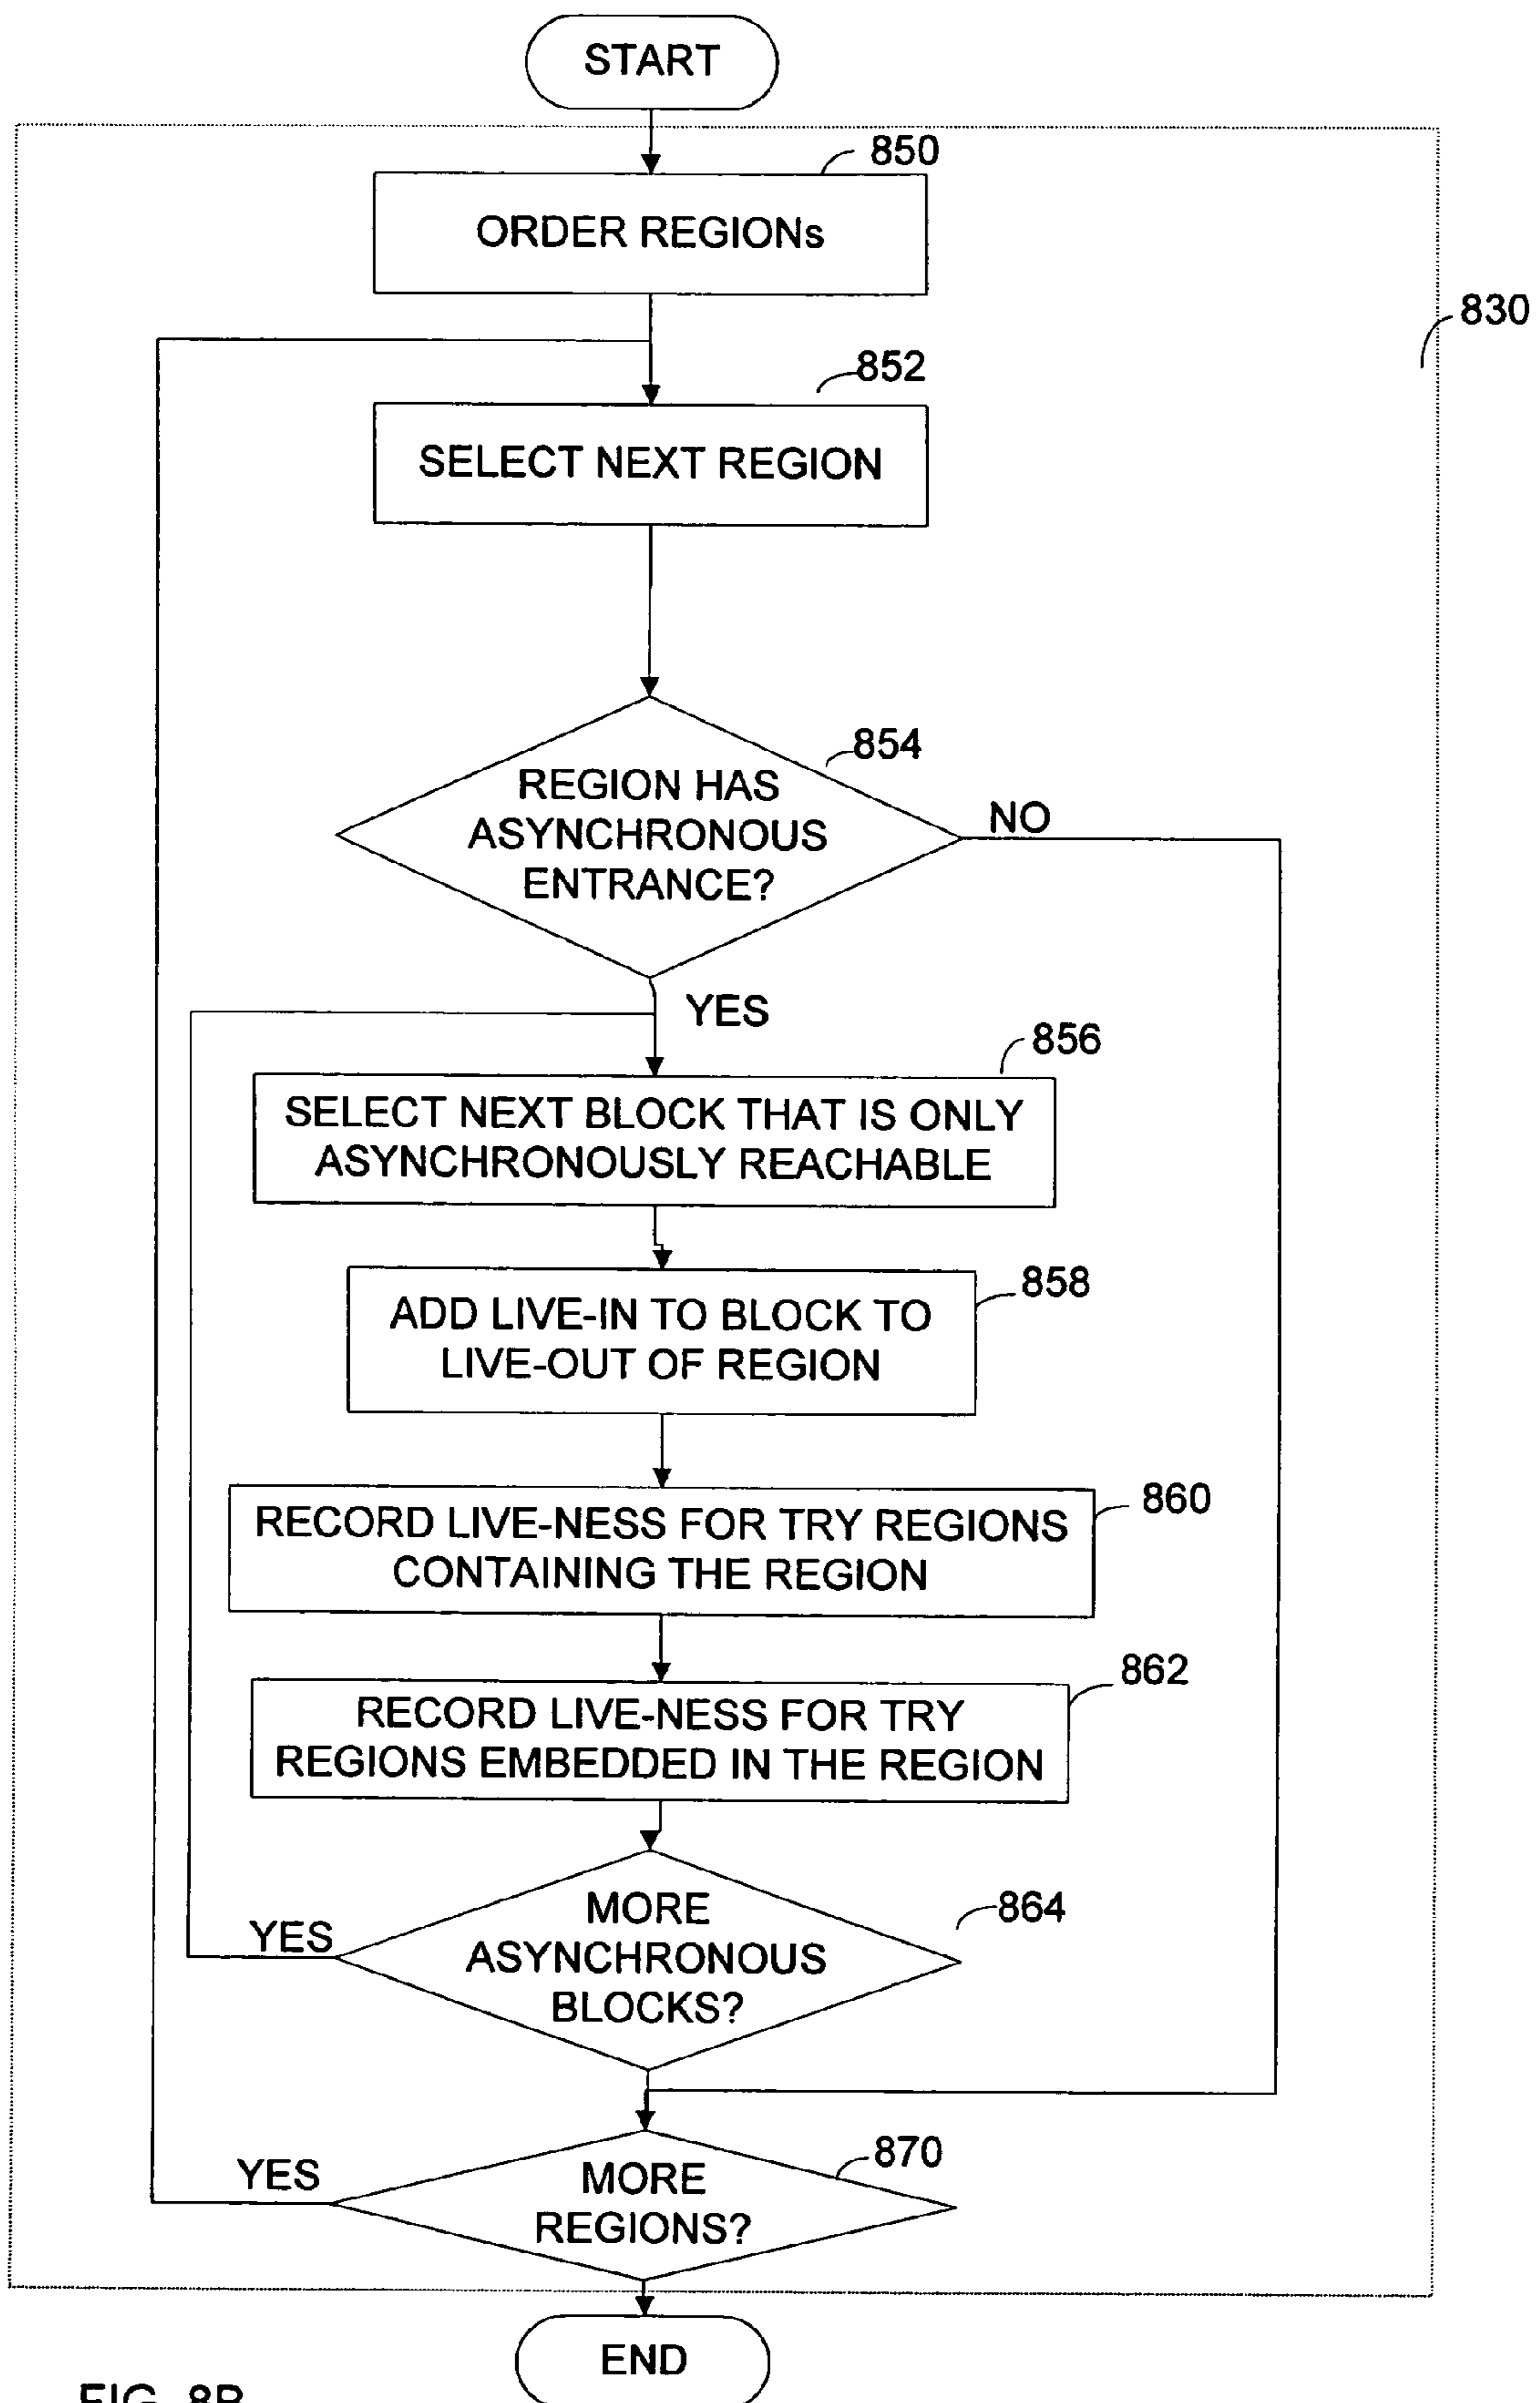 START
850
ORDER REGIONs
830
852
SELECT NEXT REGION
854
REGION HAS
ASYNCHRONOUS
ENTRANCE?
NO
YES
856
SELECT NEXT BLOCK THAT IS ONLY
ASYNCHRONOUSLY REACHABLE
858
ADD LIVE-IN TO BLOCK TO
LIVE-OUT OF REGION
860
RECORD LIVE-NESS FOR TRY REGIONS
CONTAINING THE REGION
862
RECORD LIVE-NESS FOR TRY
REGIONS EMBEDDED IN THE REGION
864
MORE
ASYNCHRONOUS
BLOCKS?
YES
870
YES
MORE
REGIONS?
END
FIG. 8B